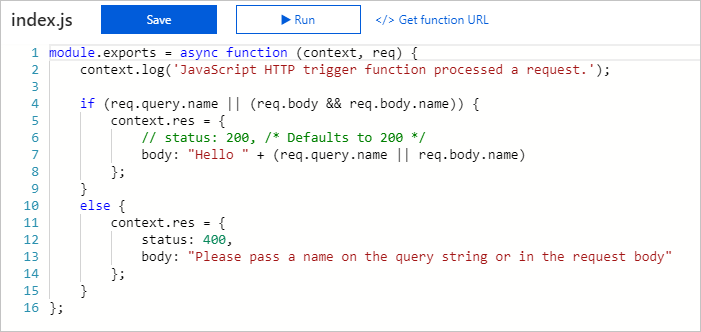 index.js Save Run </> Get function URL
1 module.exports = async function (context, req) {
2 context.log('JavaScript HTTP trigger function processed a request.');
3
4 if (req.query.name || (req.body && req.body.name)) {
5 context.res = {
6 // status: 200, /* Defaults to 200 */
7 body: "Hello " + (req.query.name || req.body.name)
8 };
9 }
10 else {
11 context.res = {
12 status: 400,
13 body: "Please pass a name on the query string or in the request body"
14 };
15 }
16 };